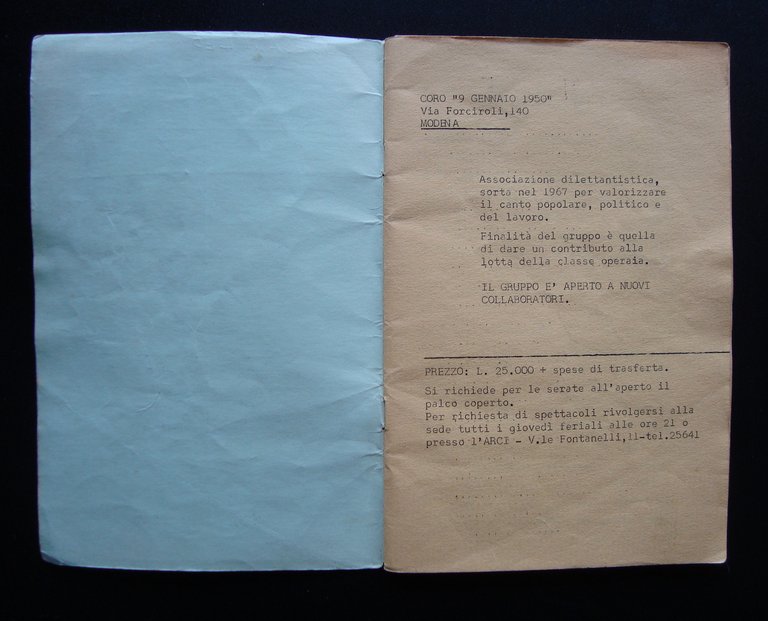 CORO "9 GENNAIO 1950"
Via Forciroli,140
MODENA
Associazione dilettantistica,
sorta nel 1967 per valorizzare
il canto popolare, politico e
del lavoro.
Finalità del gruppo è quella
di dare un contributo alla
lotta della classe operaia.
IL GRUPPO E' APERTO A NUOVI
COLLABORATORI.
PREZZO: L. 25.000 + spese di trasferta.
Si richiede per le serate all'aperto il
palco coperto.
Per richiesta di spettacoli rivolgersi alla
sede tutti i giovedì feriali alle ore 21 o
presso l'ARCI - V.le Fontanelli,11-tel.25641